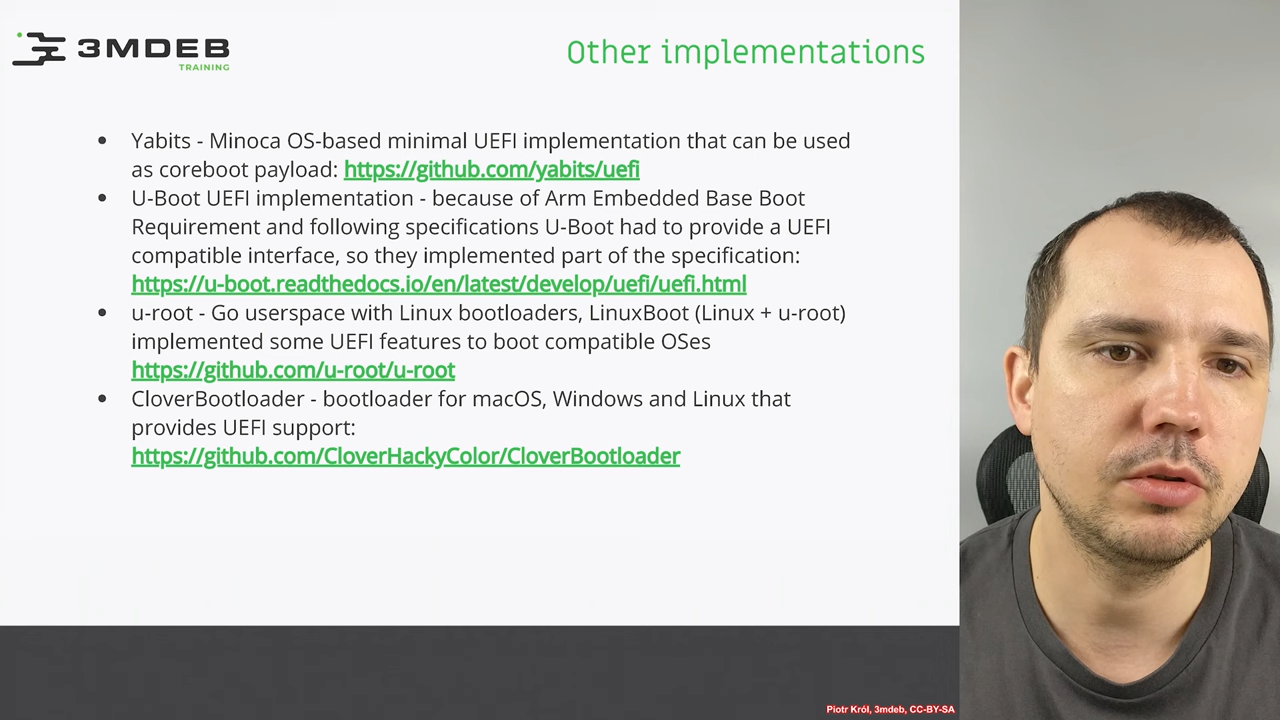 3MDEB
TRAINING
Other implementations
• Yabits - Minoca OS-based minimal UEFI implementation that can be used
as coreboot payload: https://github.com/yabits/uefi
• U-Boot UEFI implementation - because of Arm Embedded Base Boot
Requirement and following specifications U-Boot had to provide a UEFI
compatible interface, so they implemented part of the specification:
https://u-boot.readthedocs.io/en/latest/develop/uefi/uefi.html
• u-root - Go userspace with Linux bootloaders, LinuxBoot (Linux + u-root)
implemented some UEFI features to boot compatible OSes
https://github.com/u-root/u-root
• CloverBootloader - bootloader for macOS, Windows and Linux that
provides UEFI support:
https://github.com/CloverHackyColor/CloverBootloader
Piotr Król, 3mdeb, CC-BY-SA